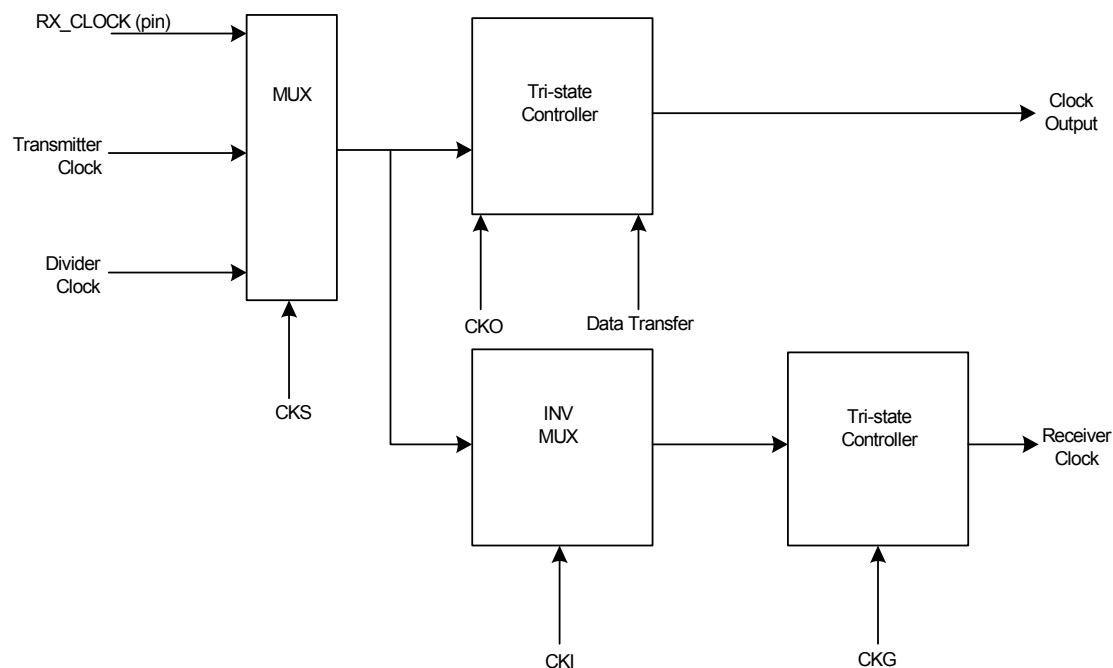 RX_CLOCK (pin)
MUX
Tri-state
Controller
Clock
Output
Transmitter
Clock
Divider
Clock
CKO
Data Transfer
CKS
INV
MUX
Tri-state
Controller
Receiver
Clock
CKI
CKG